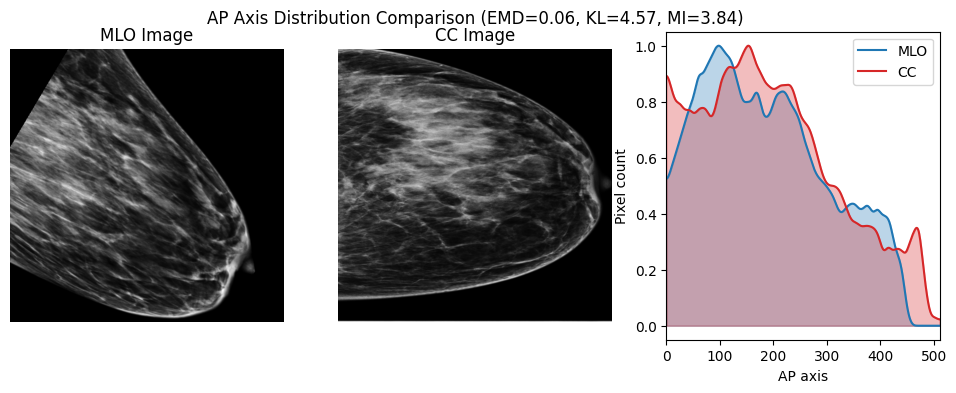 AP Axis Distribution Comparison (EMD=0.06, KL=4.57, MI=3.84)
MLO Image
CC Image
MLO
CC
1.0
0.8
0.6
0.4
0.2
0.0
Pixel count
0 100 200 300 400 500
AP axis